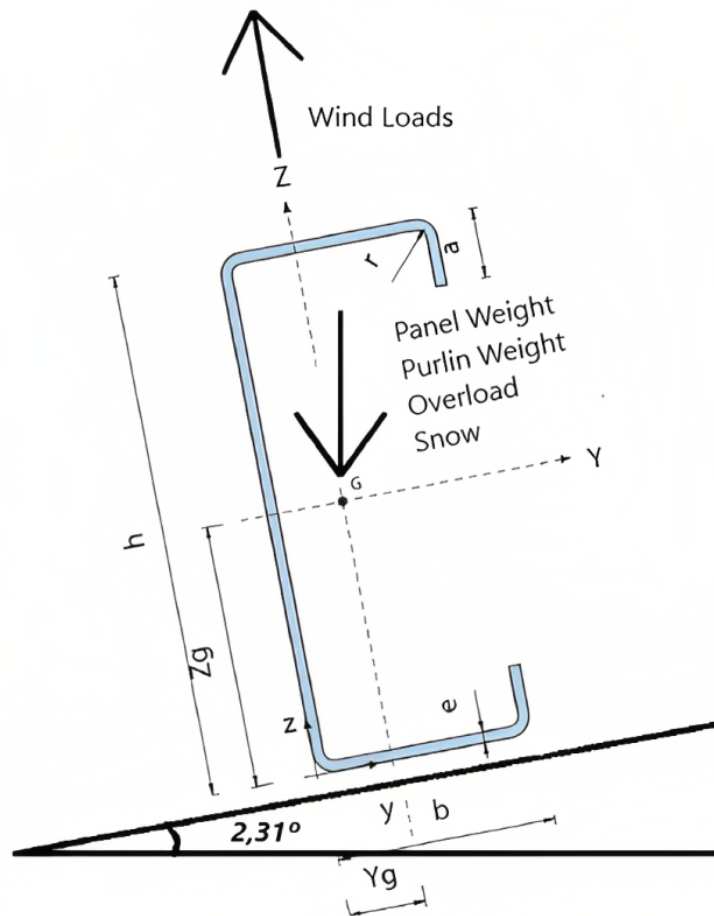 Wind Loads
Z
r
a
Panel Weight
Purlin Weight
Overload
Snow
Y
G
h
Zg
z
e
y
b
2,31º
Yg